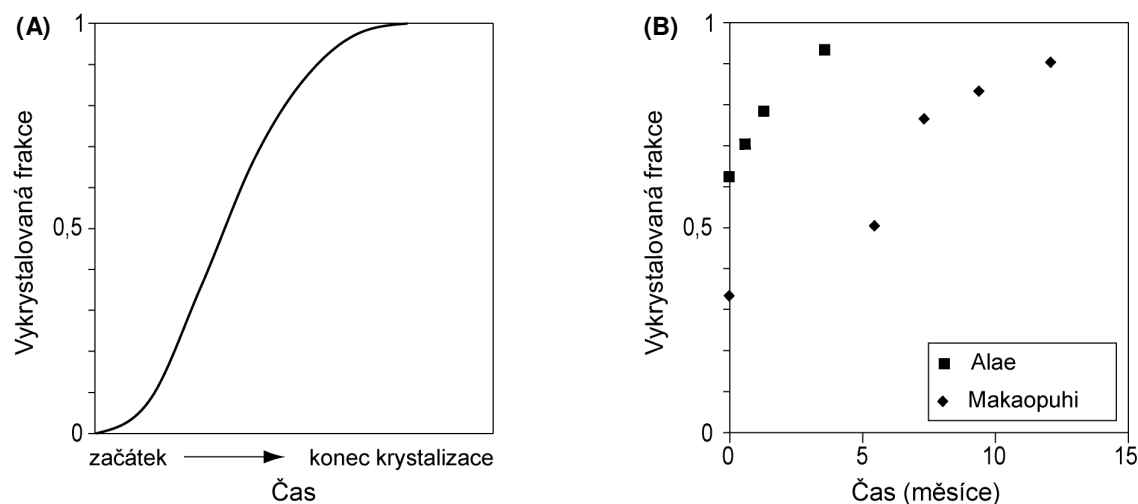 (A)
Vykrystalovaná frakce
1
0,5
0
začátek
konec krystalizace
Čas
(B)
Vykrystalovaná frakce
1
0,5
0
Alae
Makaopuhi
0
5
10
15
Čas (měsíce)